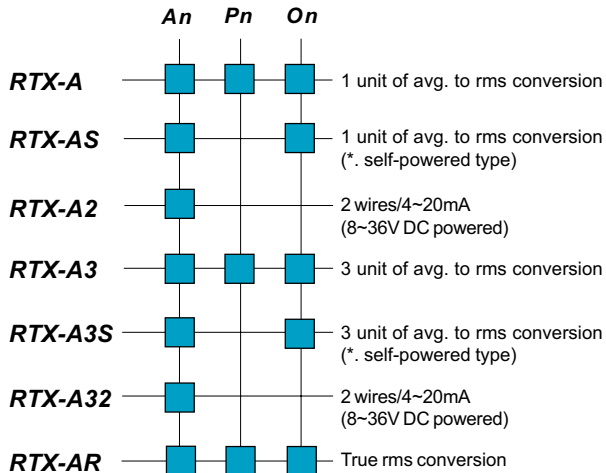 An Pn On
RTX-A 1 unit of avg. to rms conversion
RTX-AS 1 unit of avg. to rms conversion
(*. self-powered type)
RTX-A2 2 wires/4~20mA
(8~36V DC powered)
RTX-A3 3 unit of avg. to rms conversion
RTX-A3S 3 unit of avg. to rms conversion
(*. self-powered type)
RTX-A32 2 wires/4~20mA
(8~36V DC powered)
RTX-AR True rms conversion